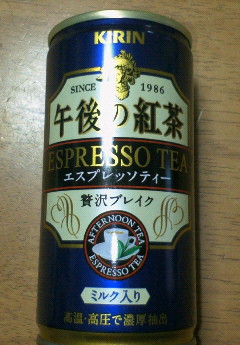 KIRIN
SINCE 1986
午後の紅茶
ESPRESSO TEA
エスプレッソティー
贅沢ブレイク
AFTERNOON TEA
ESPRESSO TEA
ミルク入り
高温・高圧で濃厚抽出